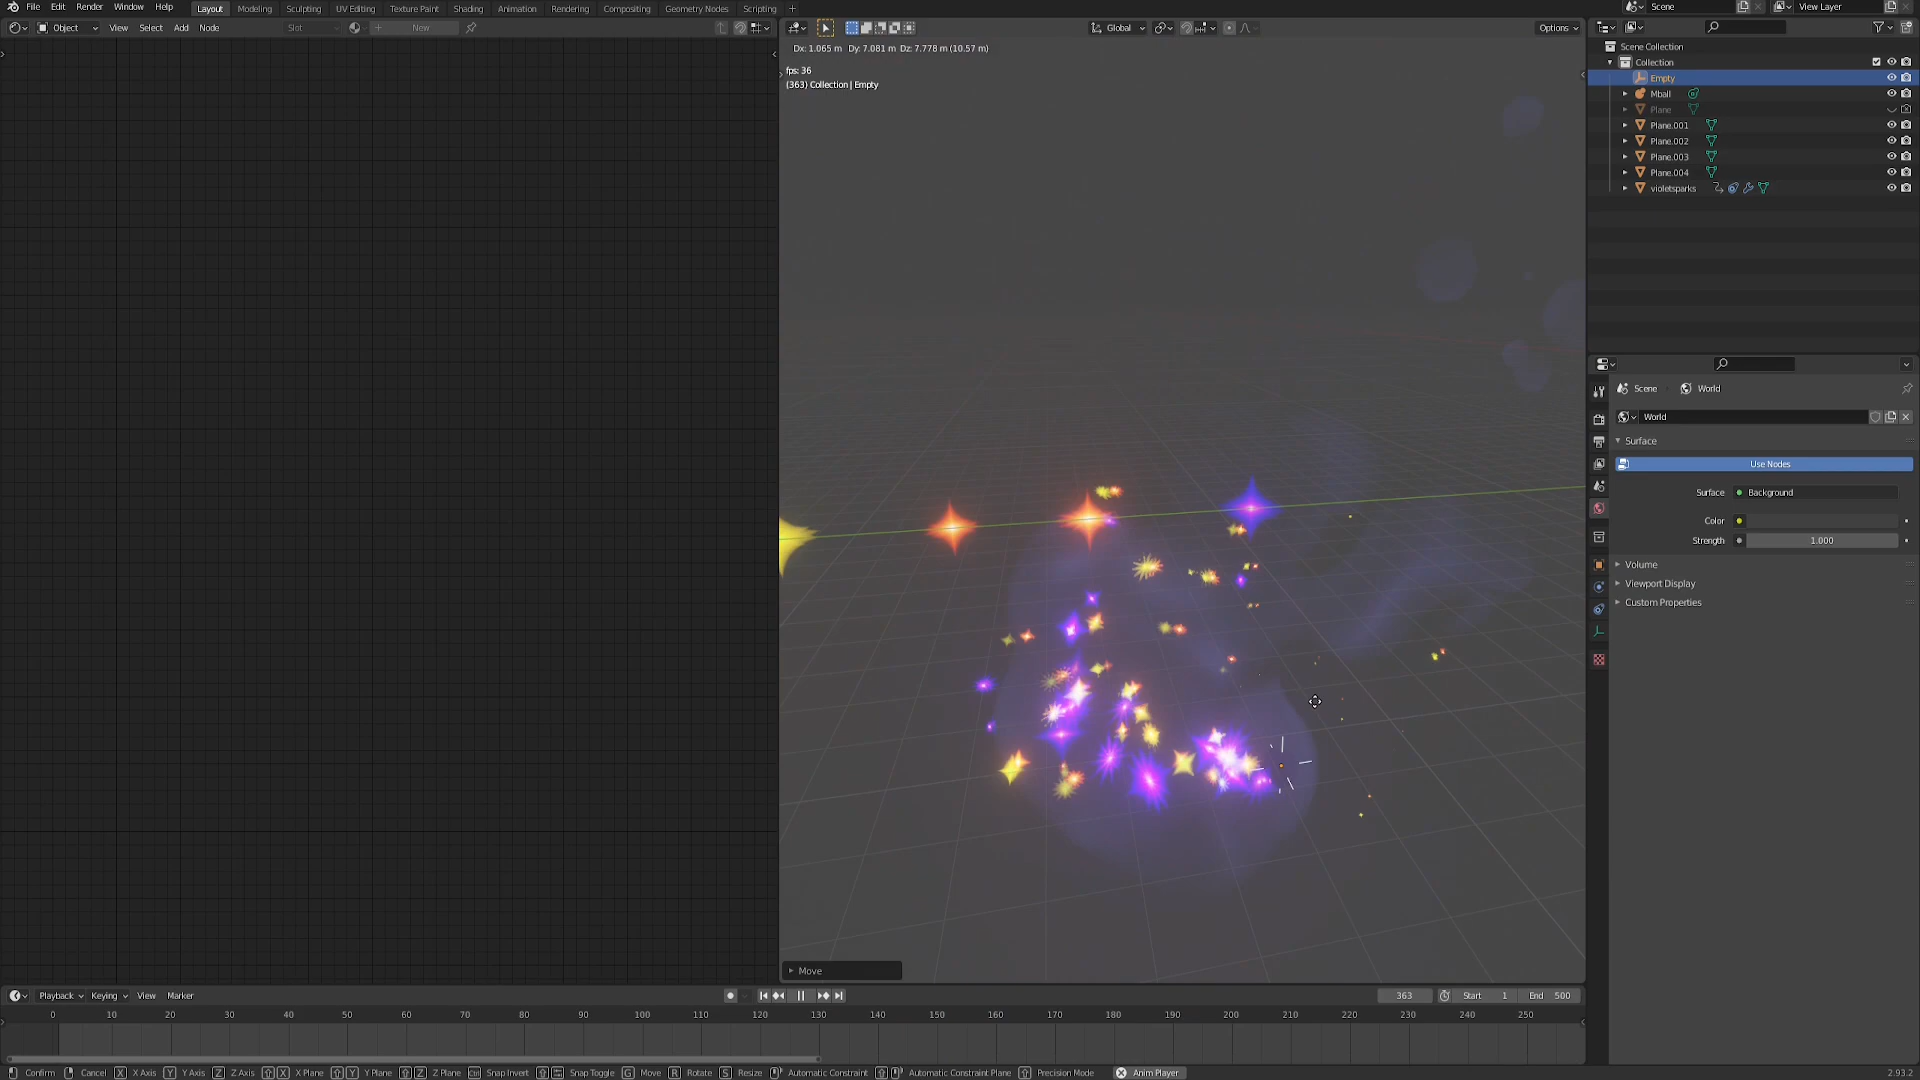 File Edit Render Window Help Layout Modeling Sculpting UV Editing Texture Paint Shading Animation Rendering Compositing Geometry Nodes Scripting Scene View Layer
Object View Select Add Node Slot New Global Options
Dx: 1.065 m Dy: 7.081 m Dz: 7.778 m (10.57 m)
fps: 36
(363) Collection | Empty
Scene Collection
Collection
Empty
Mball
Plane
Plane.001
Plane.002
Plane.003
Plane.004
violetsparks
Scene World
World
Surface
Use Nodes
Surface Background
Color
Strength 1.000
Volume
Viewport Display
Custom Properties
Move
Playback Keying View Marker 363 Start 1 End 500
0 10 20 30 40 50 60 70 80 90 100 110 120 130 140 150 160 170 180 190 200 210 220 230 240 250
Confirm Cancel X X Axis Y Y Axis Z Z Axis X X Plane Y Y Plane Z Z Plane Snap Invert Snap Toggle G Move R Rotate S Resize Automatic Constraint Automatic Constraint Plane Precision Mode Anim Player 2.93.2